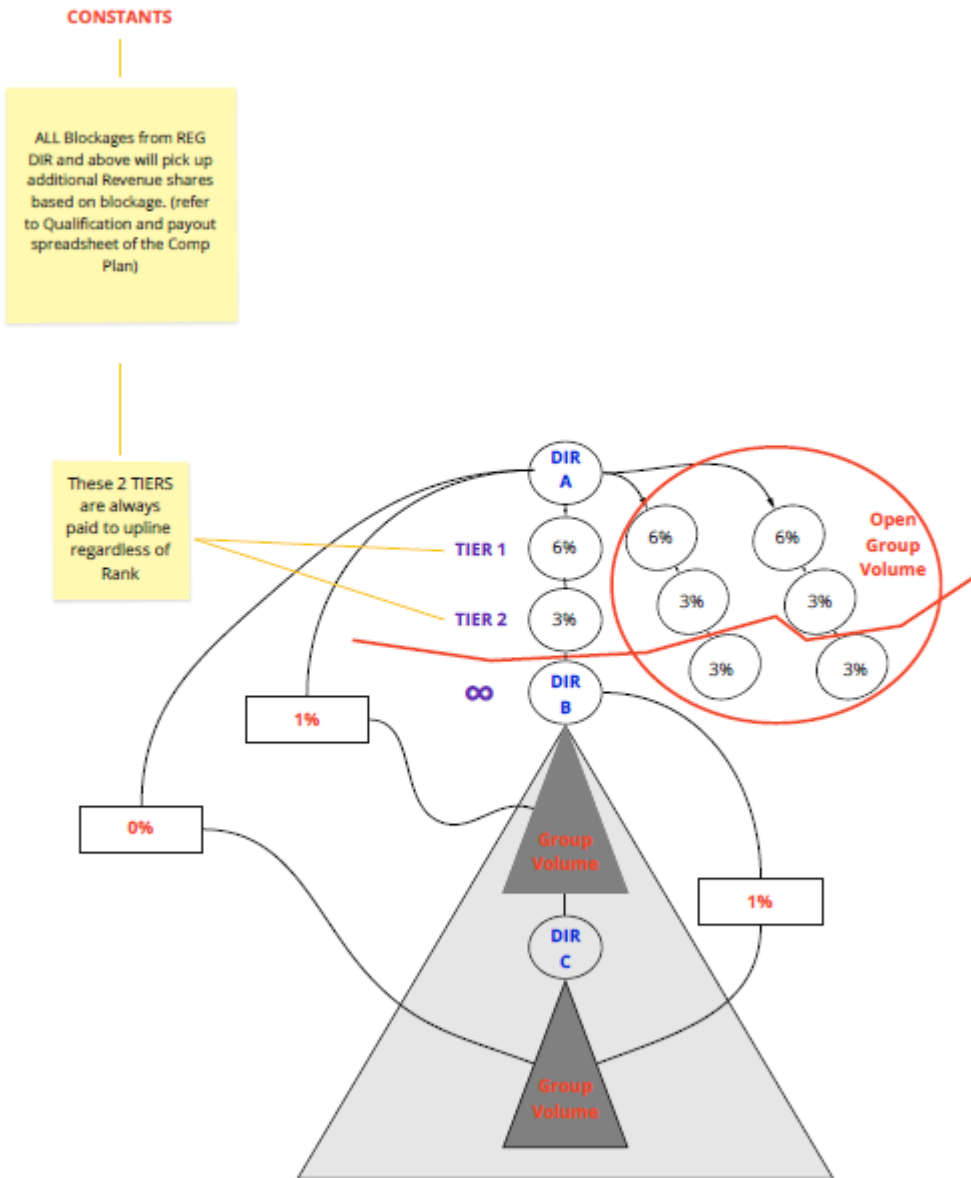 CONSTANTS
ALL Blockages from REG
DIR and above will pick up
additional Revenue shares
based on blockage. (refer
to Qualification and payout
spreadsheet of the Comp
Plan)
These 2 TIERS
are always
paid to upline
regardless of
Rank
DIR
A
Open
Group
Volume
TIER 1
6%
6%
6%
TIER 2
3%
3%
3%
3%
3%
∞
DIR
B
1%
0%
Group
Volume
1%
DIR
C
Group
Volume